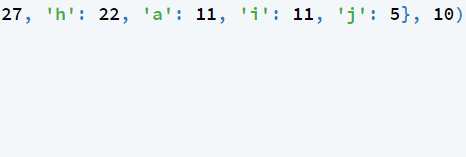 27, 'h': 22, 'a': 11, 'i': 11, 'j': 5}, 10)